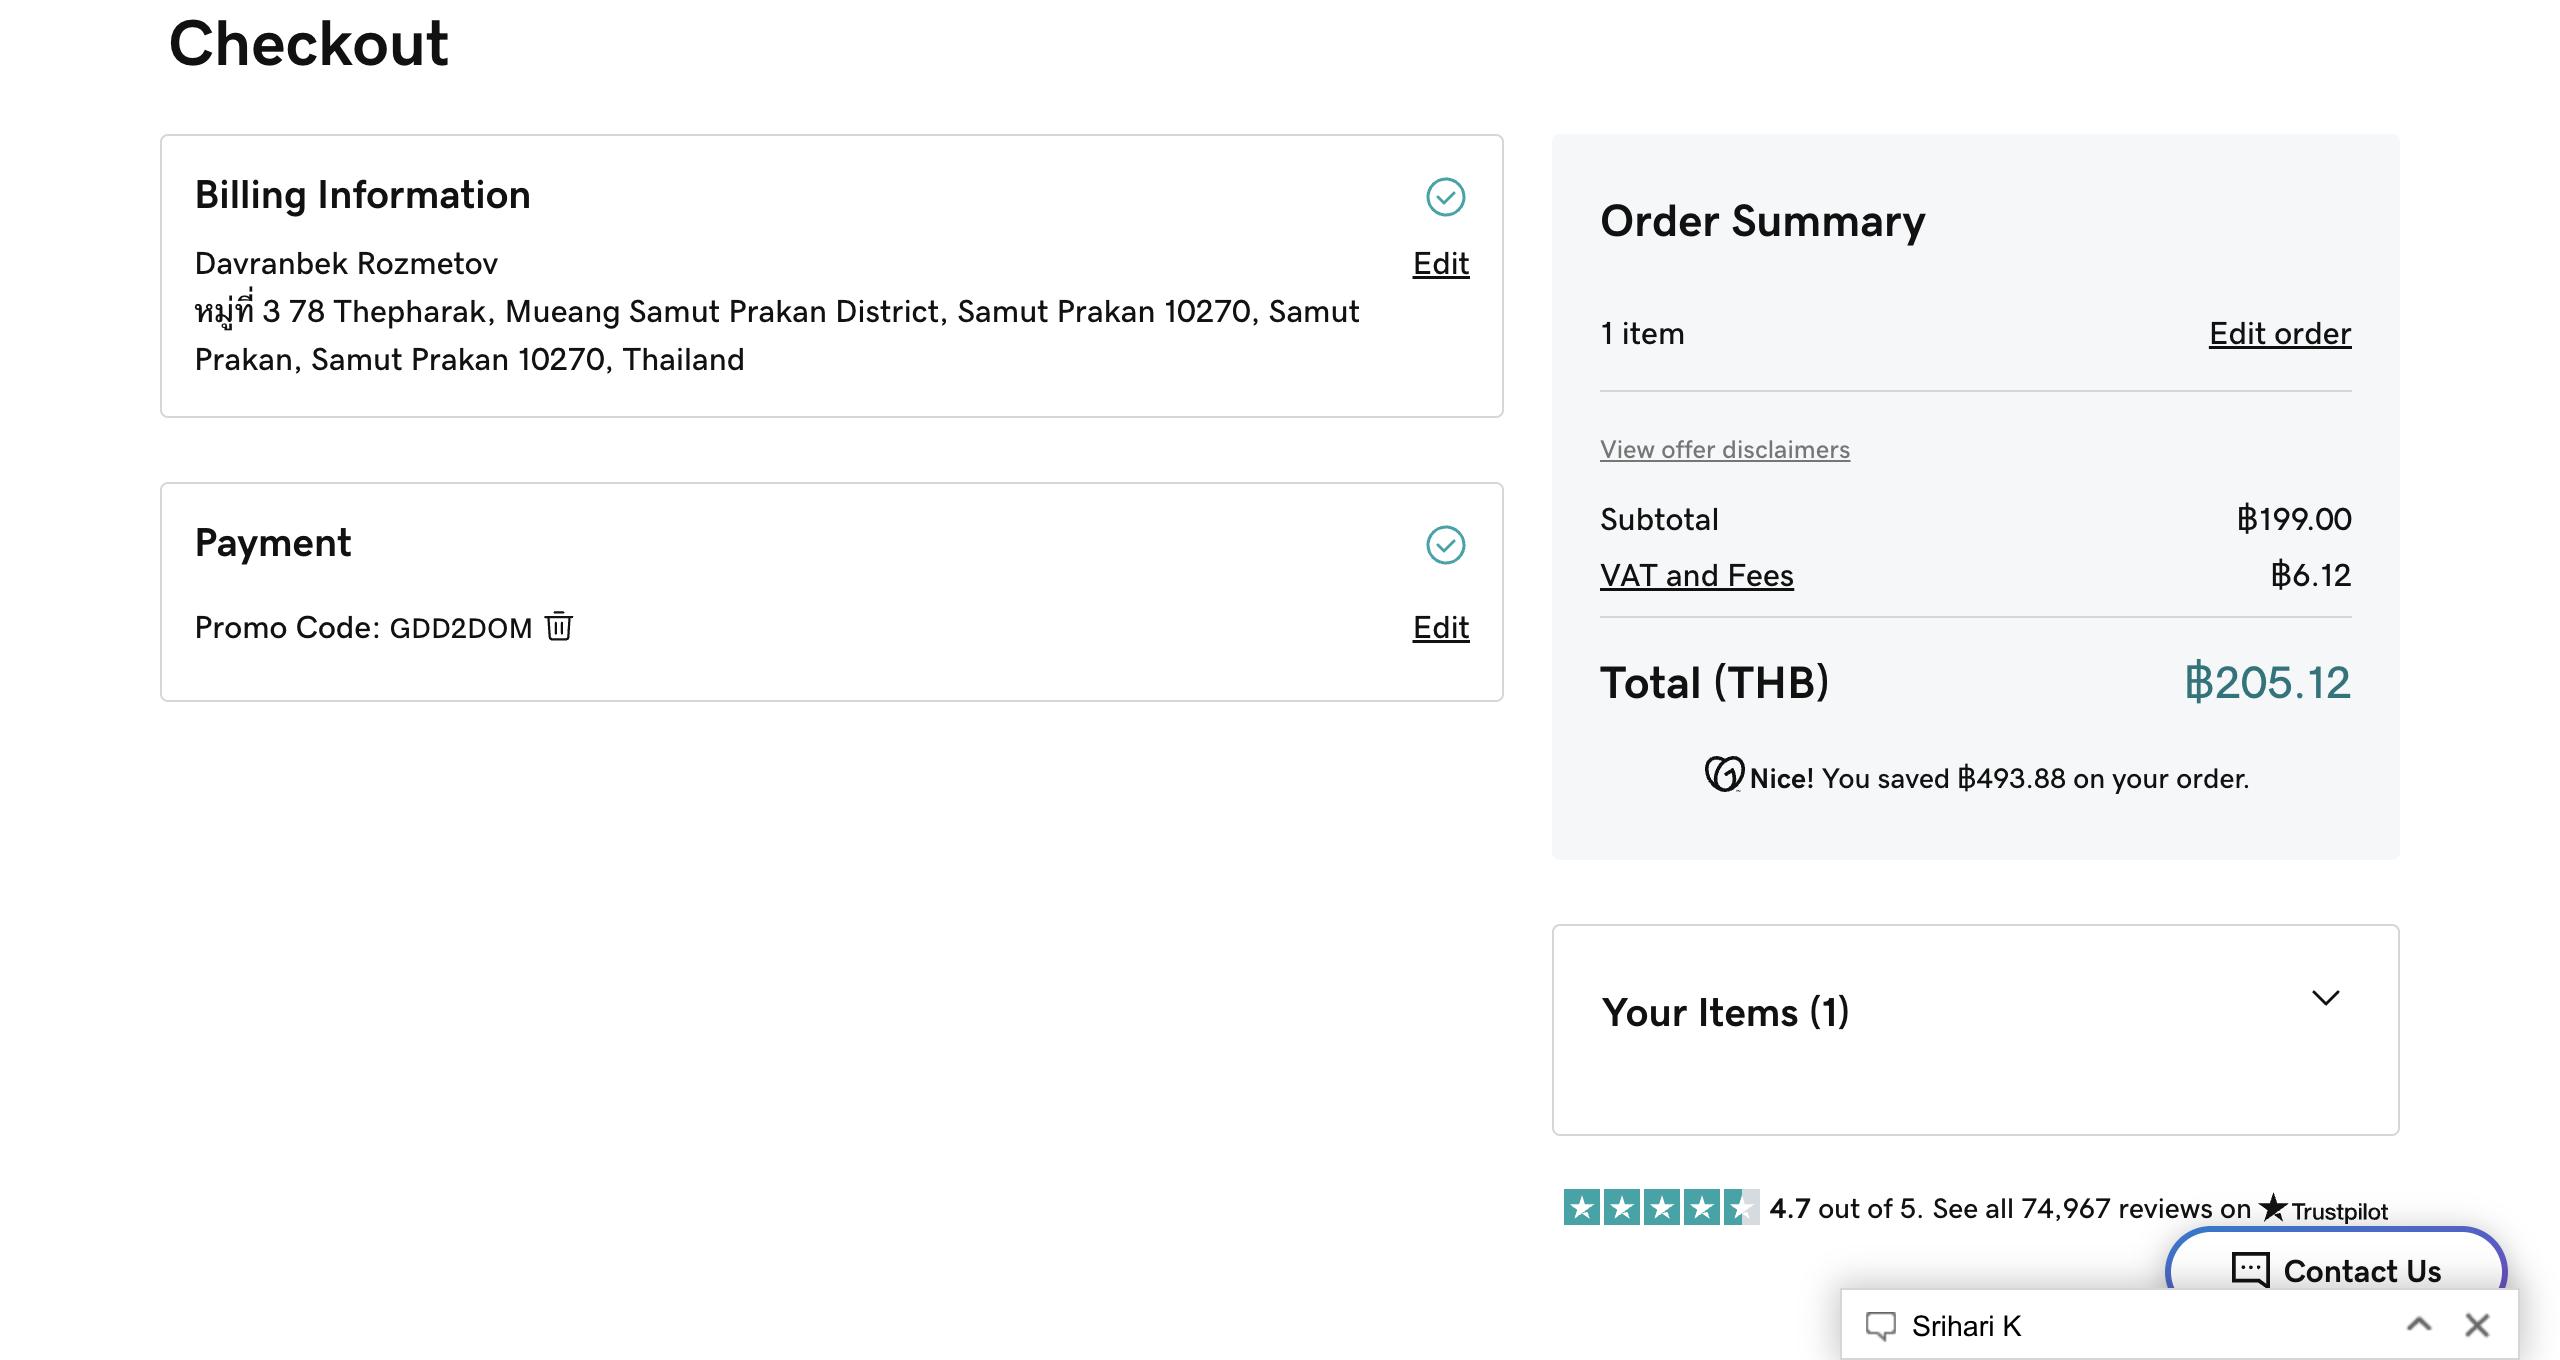 Checkout
Billing Information
Davranbek Rozmetov
Edit
หมู่ที่ 3 78 Thepharak, Mueang Samut Prakan District, Samut Prakan 10270, Samut
Prakan, Samut Prakan 10270, Thailand
Payment
Promo Code: GDD2DOM
Edit
Order Summary
1 item
Edit order
View offer disclaimers
Subtotal
฿199.00
VAT and Fees
฿6.12
Total (THB)
฿205.12
Nice! You saved ฿493.88 on your order.
Your Items (1)
4.7 out of 5. See all 74,967 reviews on Trustpilot
Contact Us
Srihari K